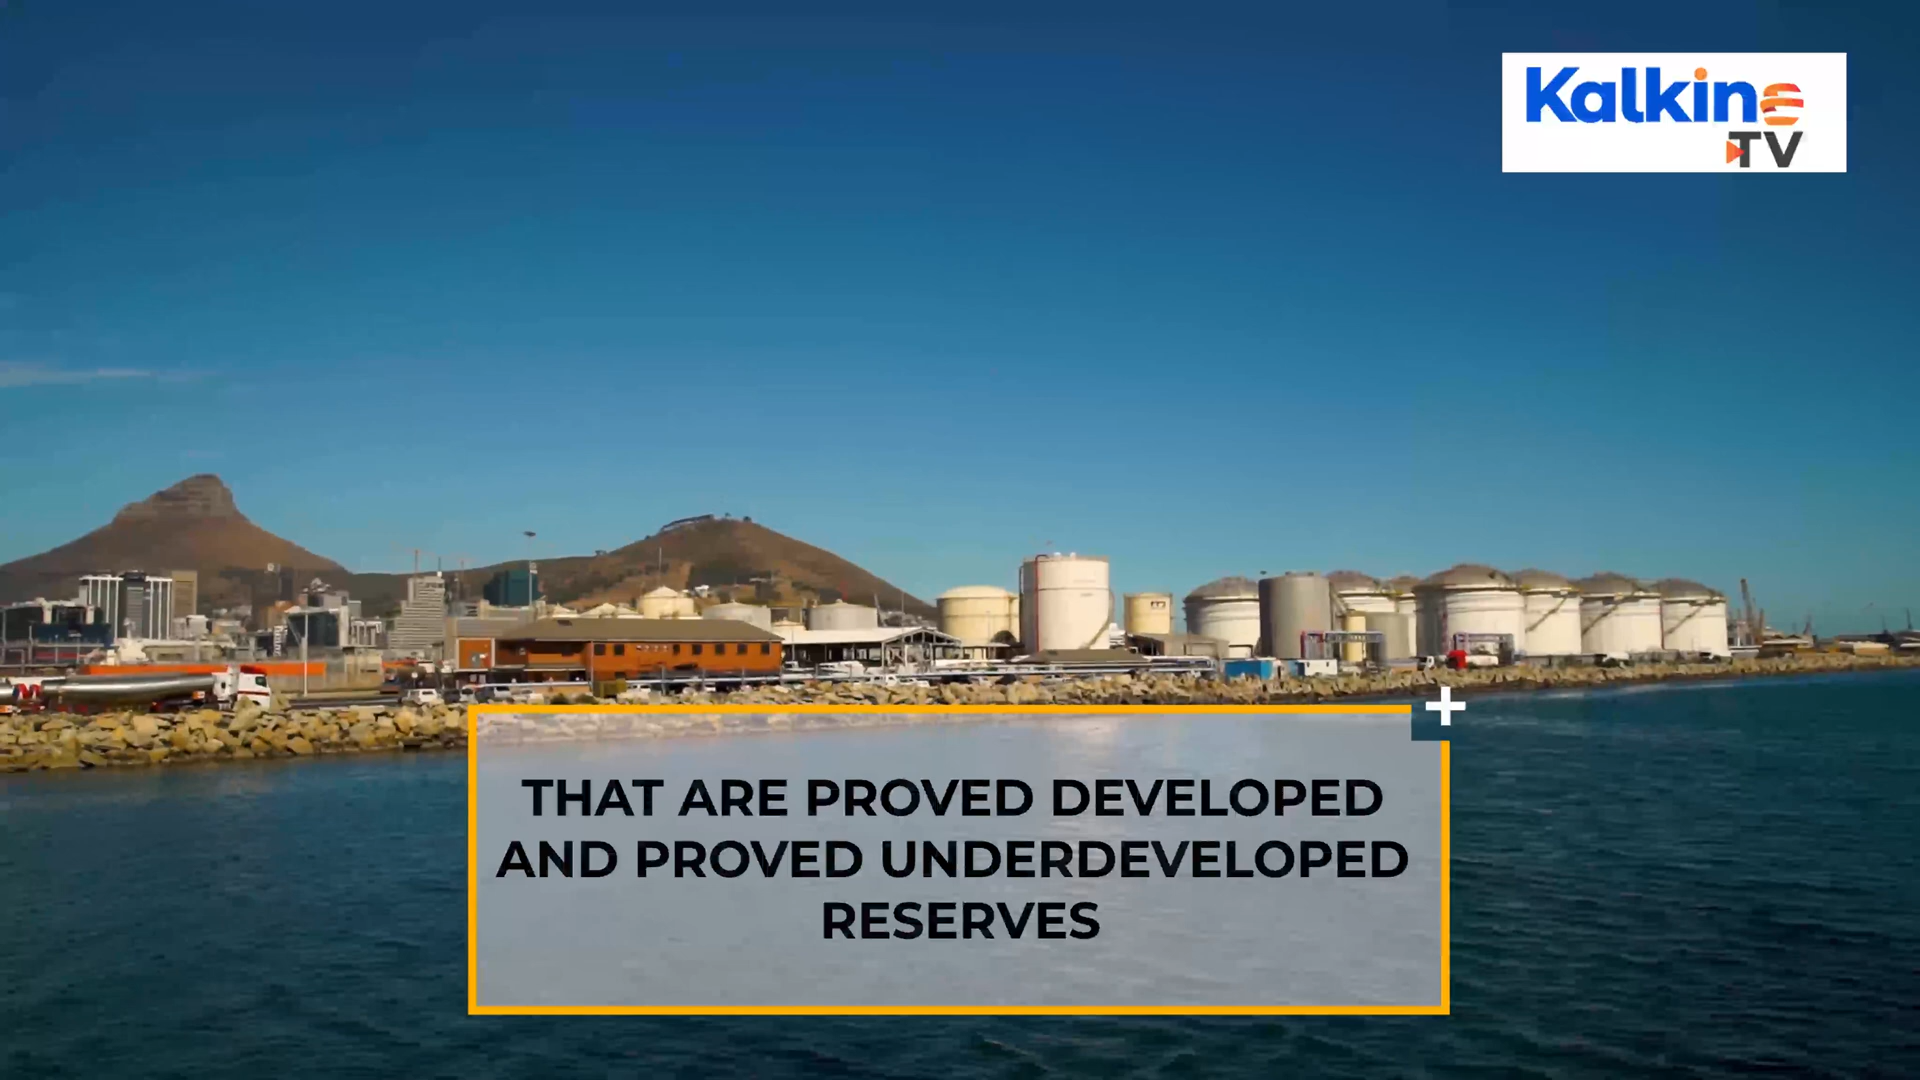 Kalkine
TV
THAT ARE PROVED DEVELOPED
AND PROVED UNDERDEVELOPED
RESERVES